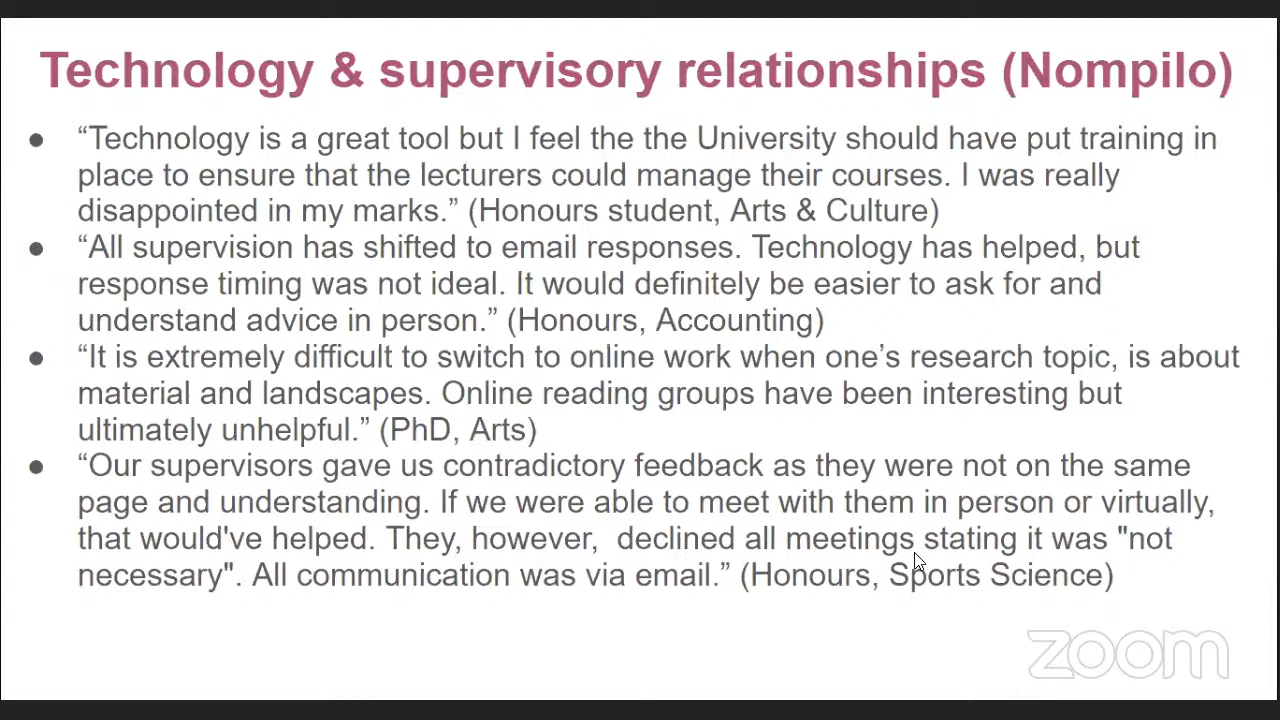 Technology & supervisory relationships (Nompilo)
● “Technology is a great tool but I feel the the University should have put training in
place to ensure that the lecturers could manage their courses. I was really
disappointed in my marks.” (Honours student, Arts & Culture)
● “All supervision has shifted to email responses. Technology has helped, but
response timing was not ideal. It would definitely be easier to ask for and
understand advice in person.” (Honours, Accounting)
● “It is extremely difficult to switch to online work when one’s research topic, is about
material and landscapes. Online reading groups have been interesting but
ultimately unhelpful.” (PhD, Arts)
● “Our supervisors gave us contradictory feedback as they were not on the same
page and understanding. If we were able to meet with them in person or virtually,
that would've helped. They, however,  declined all meetings stating it was "not
necessary". All communication was via email.” (Honours, Sports Science)
zoom